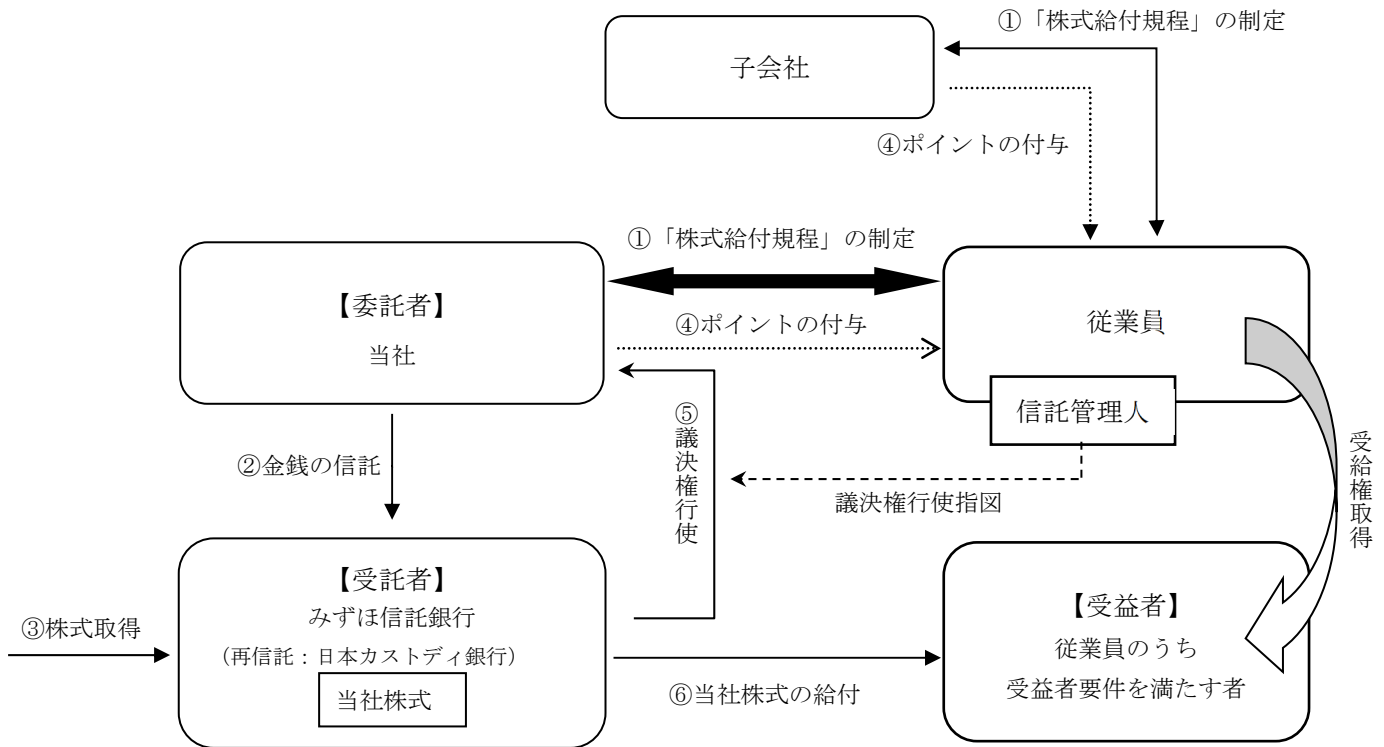 ①「株式給付規程」の制定
子会社
④ポイントの付与
①「株式給付規程」の制定
【委託者】
当社
④ポイントの付与
従業員
信託管理人
②金銭の信託
⑤議決権行使
議決権行使指図
受給権取得
③株式取得
【受託者】
みずほ信託銀行
(再信託：日本カストディ銀行)
当社株式
⑥当社株式の給付
【受益者】
従業員のうち
受益者要件を満たす者